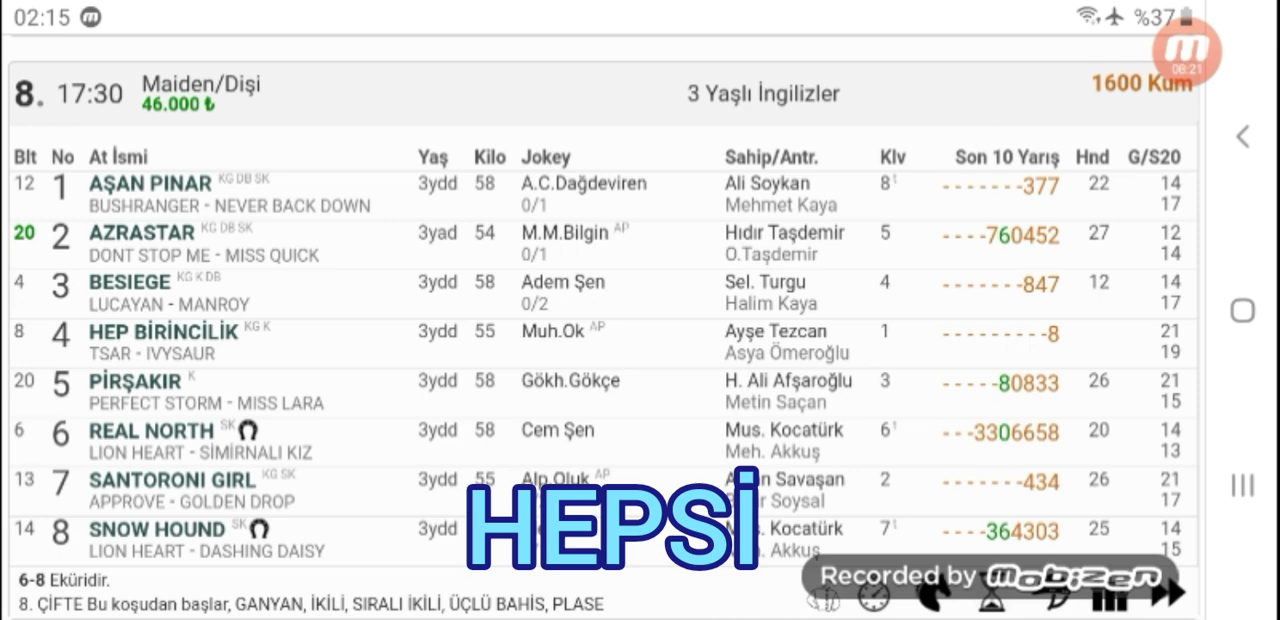 02:15 %37
08:21
8. 17:30 Maiden/Dişi 3 Yaşlı İngilizler 1600 Kum
46.000 ₺
Blt No At İsmi Yaş Kilo Jokey Sahip/Antr. Klv Son 10 Yarış Hnd G/S20
12 1 AŞAN PINAR KG DB SK 3ydd 58 A.C.Dağdeviren Ali Soykan 8t - - - - - - -377 22 14
BUSHRANGER - NEVER BACK DOWN 0/1 Mehmet Kaya 17
20 2 AZRASTAR KG DB SK 3yad 54 M.M.Bilgin AP Hıdır Taşdemir 5 - - - -760452 27 12
DONT STOP ME - MISS QUICK 0/1 O.Taşdemir 14
4 3 BESIEGE KG K DB 3ydd 58 Adem Şen Sel. Turgu 4 - - - - - - -847 12 14
LUCAYAN - MANROY 0/2 Halim Kaya 17
8 4 HEP BİRİNCİLİK KG K 3ydd 55 Muh.Ok AP Ayşe Tezcan 1 - - - - - - - - -8 21
TSAR - IVYSAUR Asya Ömeroğlu 19
20 5 PİRŞAKIR K 3ydd 58 Gökh.Gökçe H. Ali Afşaroğlu 3 - - - - -80833 26 21
PERFECT STORM - MISS LARA Metin Saçan 15
6 6 REAL NORTH SK 3ydd 58 Cem Şen Mus. Kocatürk 6t - - -3306658 20 14
LION HEART - SİMİRNALI KIZ Meh. Akkuş 13
13 7 SANTORONI GIRL KG SK 3ydd 55 Alp.Oluk AP Savaşan 2 - - - - - - -434 26 21
APPROVE - GOLDEN DROP Soysal 17
14 8 SNOW HOUND SK 3ydd Kocatürk 7t - - - -364303 25 14
LION HEART - DASHING DAISY Akkuş 15
HEPSİ
6-8 Eküridir.
Recorded by mobizen
8. ÇİFTE Bu koşudan başlar, GANYAN, İKİLİ, SIRALI İKİLİ, ÜÇLÜ BAHİS, PLASE